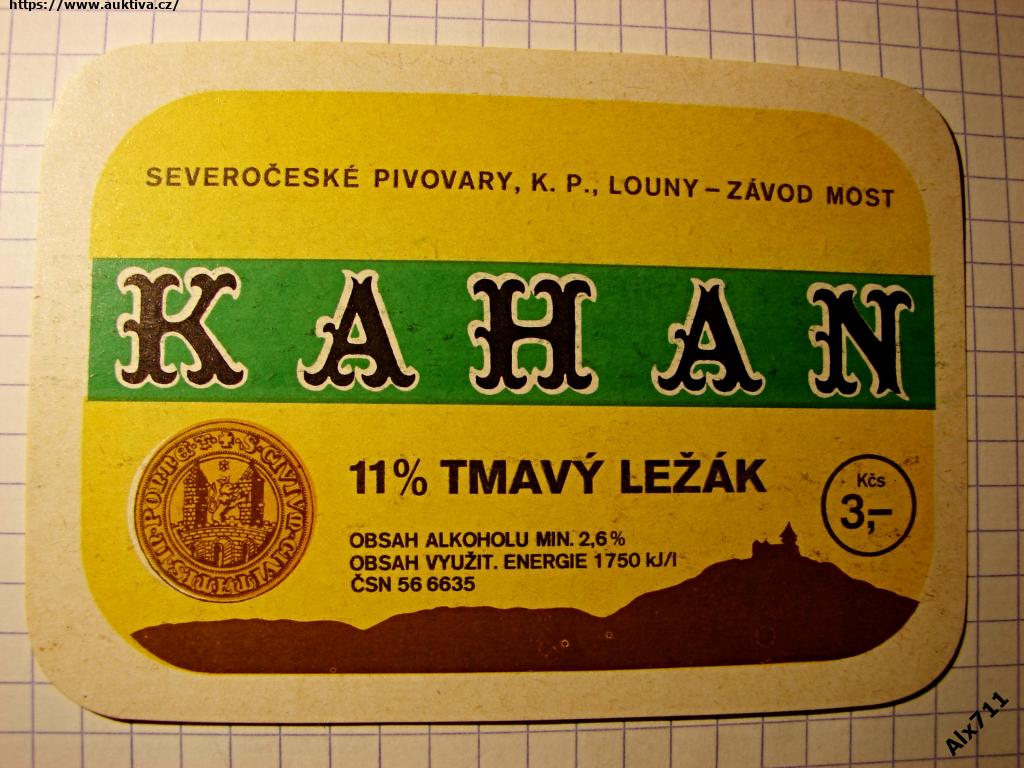 https://www.auktiva.cz/
SEVEROČESKÉ PIVOVARY, K. P., LOUNY – ZÁVOD MOST
KAHAN
11% TMAVÝ LEŽÁK
Kčs
3,–
OBSAH ALKOHOLU MIN. 2,6%
OBSAH VYUŽIT. ENERGIE 1750 kJ/l
ČSN 56 6635
Alx711